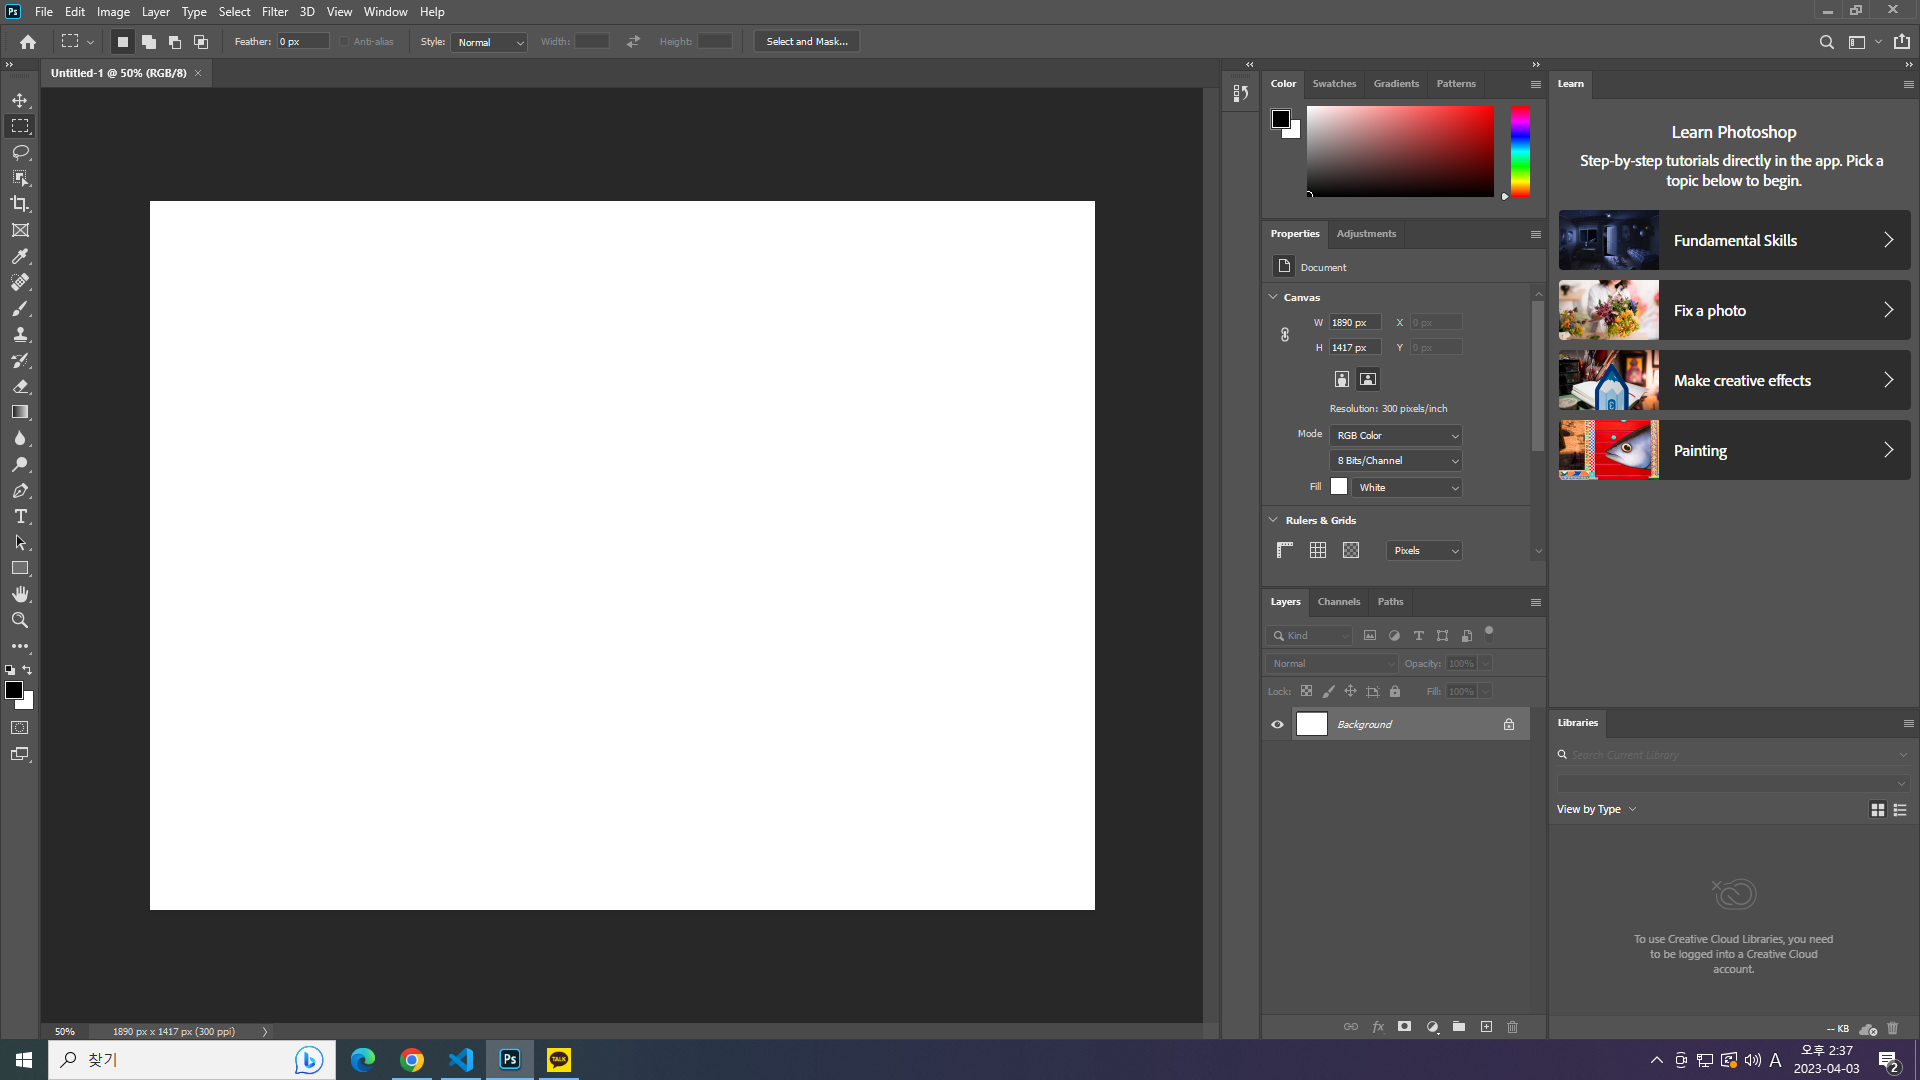 Ps File Edit Image Layer Type Select Filter 3D View Window Help
Feather: 0 px Anti-alias Style: Normal Width: Height: Select and Mask...
Untitled-1 @ 50% (RGB/8)
Color Swatches Gradients Patterns
Learn
Learn Photoshop
Step-by-step tutorials directly in the app. Pick a
topic below to begin.
Fundamental Skills
Fix a photo
Make creative effects
Painting
Properties Adjustments
Document
Canvas
W 1890 px X 0 px
H 1417 px Y 0 px
Resolution: 300 pixels/inch
Mode RGB Color
8 Bits/Channel
Fill White
Rulers & Grids
Pixels
Layers Channels Paths
Kind
Normal Opacity: 100%
Lock: Fill: 100%
Background
Libraries
Search Current Library
View by Type
To use Creative Cloud Libraries, you need
to be logged into a Creative Cloud
account.
-- KB
50% 1890 px x 1417 px (300 ppi)
찾기
Ps
TALK
A
오후 2:37
2023-04-03
2